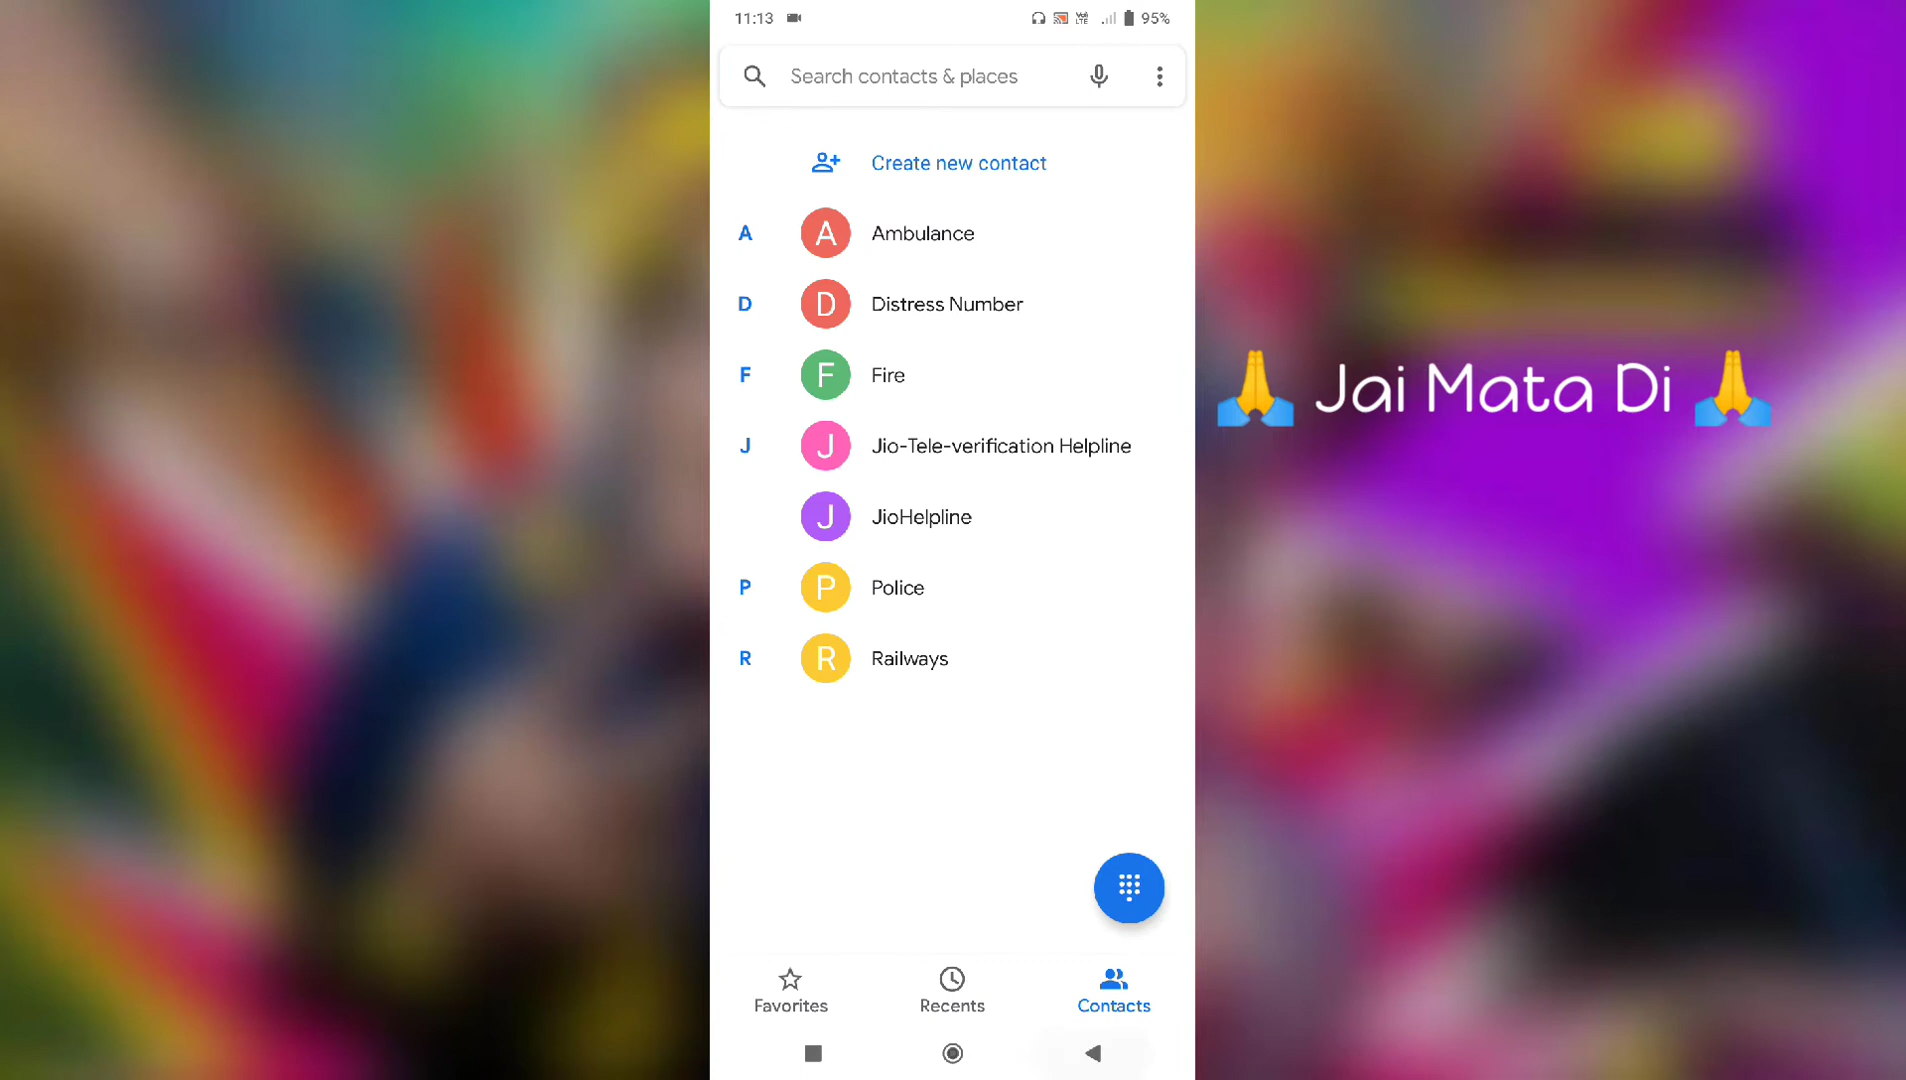 11:13 95%
Search contacts & places
Create new contact
A A Ambulance
D D Distress Number
F F Fire
J J Jio-Tele-verification Helpline
J JioHelpline
P P Police
R R Railways
Favorites Recents Contacts
🙏 Jai Mata Di 🙏